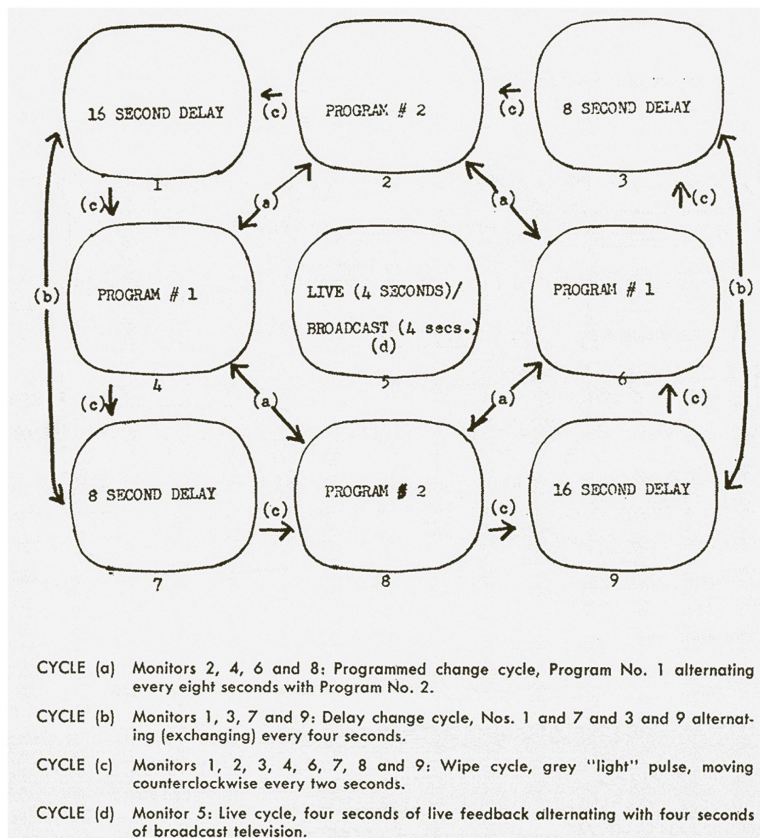 16 SECOND DELAY
1
(c)
PROGRAM # 2
2
(c)
8 SECOND DELAY
3
(c)
(a)
(a)
(c)
(b)
PROGRAM # 1
4
LIVE (4 SECONDS)/
BROADCAST (4 secs.)
(d)
5
PROGRAM # 1
6
(b)
(c)
(a)
(a)
(c)
8 SECOND DELAY
7
(c)
PROGRAM # 2
8
(c)
16 SECOND DELAY
9
CYCLE (a) Monitors 2, 4, 6 and 8: Programmed change cycle, Program No. 1 alternating
every eight seconds with Program No. 2.
CYCLE (b) Monitors 1, 3, 7 and 9: Delay change cycle, Nos. 1 and 7 and 3 and 9 alternat-
ing (exchanging) every four seconds.
CYCLE (c) Monitors 1, 2, 3, 4, 6, 7, 8 and 9: Wipe cycle, grey "light" pulse, moving
counterclockwise every two seconds.
CYCLE (d) Monitor 5: Live cycle, four seconds of live feedback alternating with four seconds
of broadcast television.